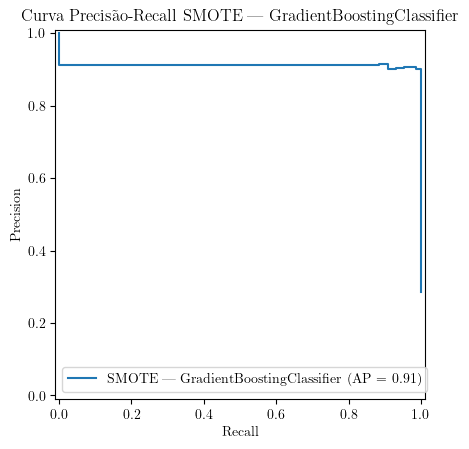 Curva Precisão-Recall SMOTE — GradientBoostingClassifier
1.0
0.8
0.6
0.4
0.2
0.0
Precision
SMOTE — GradientBoostingClassifier (AP = 0.91)
0.0 0.2 0.4 0.6 0.8 1.0
Recall